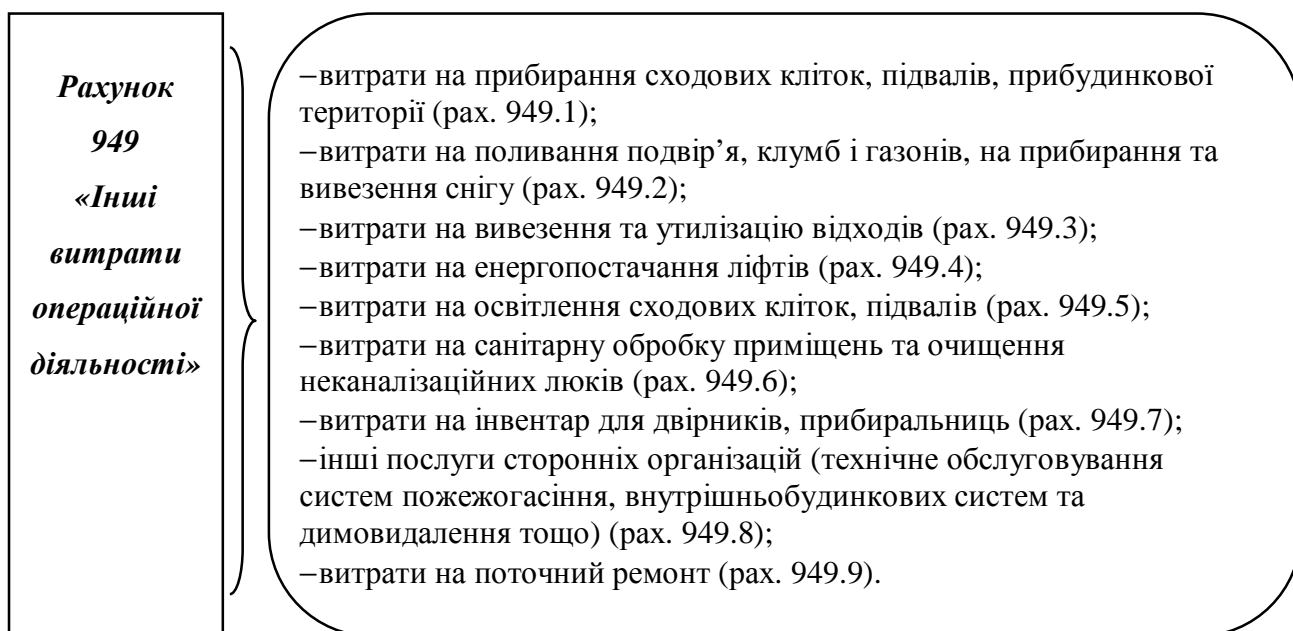 Рахунок
949
«Інші
витрати
операційної
діяльності»
−витрати на прибирання сходових кліток, підвалів, прибудинкової
території (рах. 949.1);
−витрати на поливання подвір’я, клумб і газонів, на прибирання та
вивезення снігу (рах. 949.2);
−витрати на вивезення та утилізацію відходів (рах. 949.3);
−витрати на енергопостачання ліфтів (рах. 949.4);
−витрати на освітлення сходових кліток, підвалів (рах. 949.5);
−витрати на санітарну обробку приміщень та очищення
неканалізаційних люків (рах. 949.6);
−витрати на інвентар для двірників, прибиральниць (рах. 949.7);
−інші послуги сторонніх організацій (технічне обслуговування
систем пожежогасіння, внутрішньобудинкових систем та
димовидалення тощо) (рах. 949.8);
−витрати на поточний ремонт (рах. 949.9).